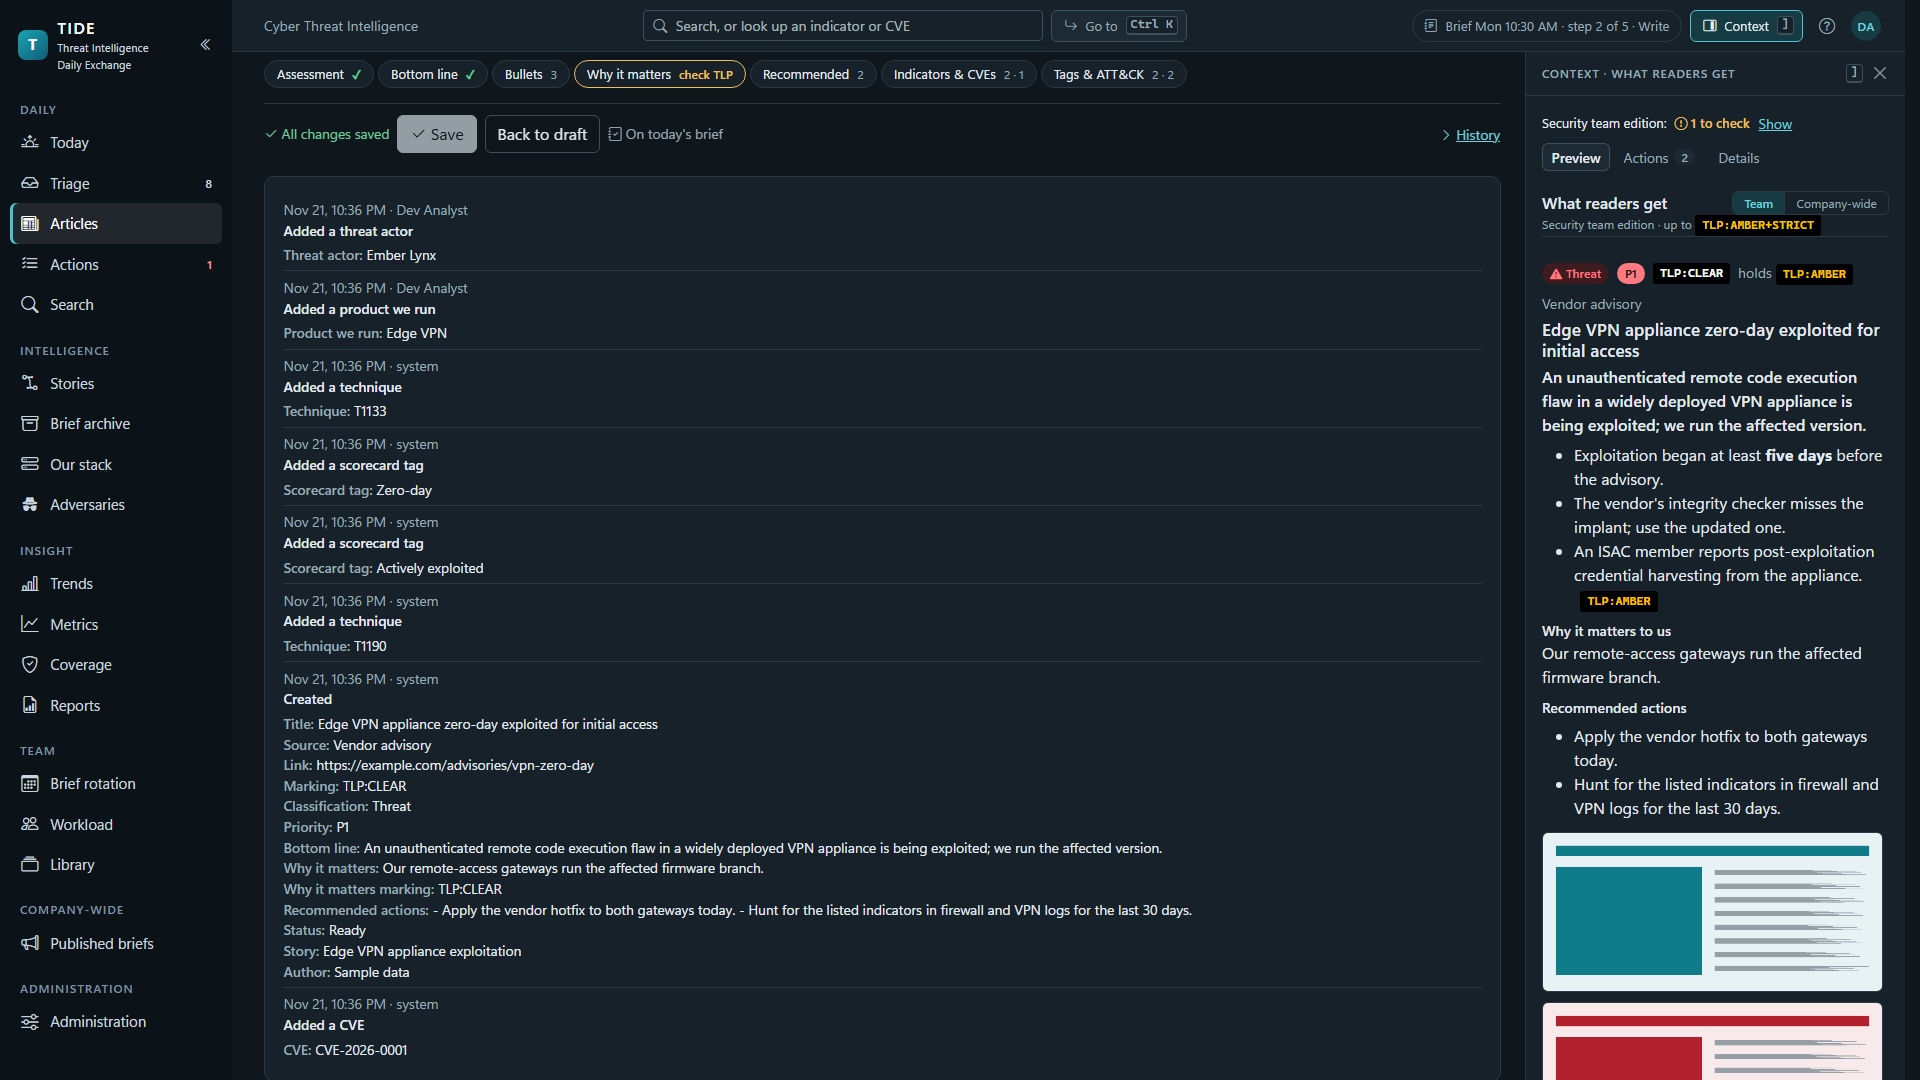 T
TIDE
Threat Intelligence
Daily Exchange
DAILY
Today
Triage 8
Articles
Actions 1
Search
INTELLIGENCE
Stories
Brief archive
Our stack
Adversaries
INSIGHT
Trends
Metrics
Coverage
Reports
TEAM
Brief rotation
Workload
Library
COMPANY-WIDE
Published briefs
ADMINISTRATION
Administration
Cyber Threat Intelligence
Search, or look up an indicator or CVE
Go to Ctrl K
Brief Mon 10:30 AM · step 2 of 5 · Write
Context ]
DA
Assessment
Bottom line
Bullets 3
Why it matters check TLP
Recommended 2
Indicators & CVEs 2 · 1
Tags & ATT&CK 2 · 2
All changes saved
Save
Back to draft
On today's brief
History
Nov 21, 10:36 PM · Dev Analyst
Added a threat actor
Threat actor: Ember Lynx
Nov 21, 10:36 PM · Dev Analyst
Added a product we run
Product we run: Edge VPN
Nov 21, 10:36 PM · system
Added a technique
Technique: T1133
Nov 21, 10:36 PM · system
Added a scorecard tag
Scorecard tag: Zero-day
Nov 21, 10:36 PM · system
Added a scorecard tag
Scorecard tag: Actively exploited
Nov 21, 10:36 PM · system
Added a technique
Technique: T1190
Nov 21, 10:36 PM · system
Created
Title: Edge VPN appliance zero-day exploited for initial access
Source: Vendor advisory
Link: https://example.com/advisories/vpn-zero-day
Marking: TLP:CLEAR
Classification: Threat
Priority: P1
Bottom line: An unauthenticated remote code execution flaw in a widely deployed VPN appliance is being exploited; we run the affected version.
Why it matters: Our remote-access gateways run the affected firmware branch.
Why it matters marking: TLP:CLEAR
Recommended actions: - Apply the vendor hotfix to both gateways today. - Hunt for the listed indicators in firewall and VPN logs for the last 30 days.
Status: Ready
Story: Edge VPN appliance exploitation
Author: Sample data
Nov 21, 10:36 PM · system
Added a CVE
CVE: CVE-2026-0001
CONTEXT · WHAT READERS GET ]
Security team edition: 1 to check Show
Preview
Actions 2
Details
What readers get
Team
Company-wide
Security team edition · up to TLP:AMBER+STRICT
Threat P1 TLP:CLEAR holds TLP:AMBER
Vendor advisory
Edge VPN appliance zero-day exploited for
initial access
An unauthenticated remote code execution
flaw in a widely deployed VPN appliance is
being exploited; we run the affected version.
• Exploitation began at least five days before
the advisory.
• The vendor's integrity checker misses the
implant; use the updated one.
• An ISAC member reports post-exploitation
credential harvesting from the appliance.
TLP:AMBER
Why it matters to us
Our remote-access gateways run the affected
firmware branch.
Recommended actions
• Apply the vendor hotfix to both gateways
today.
• Hunt for the listed indicators in firewall and
VPN logs for the last 30 days.